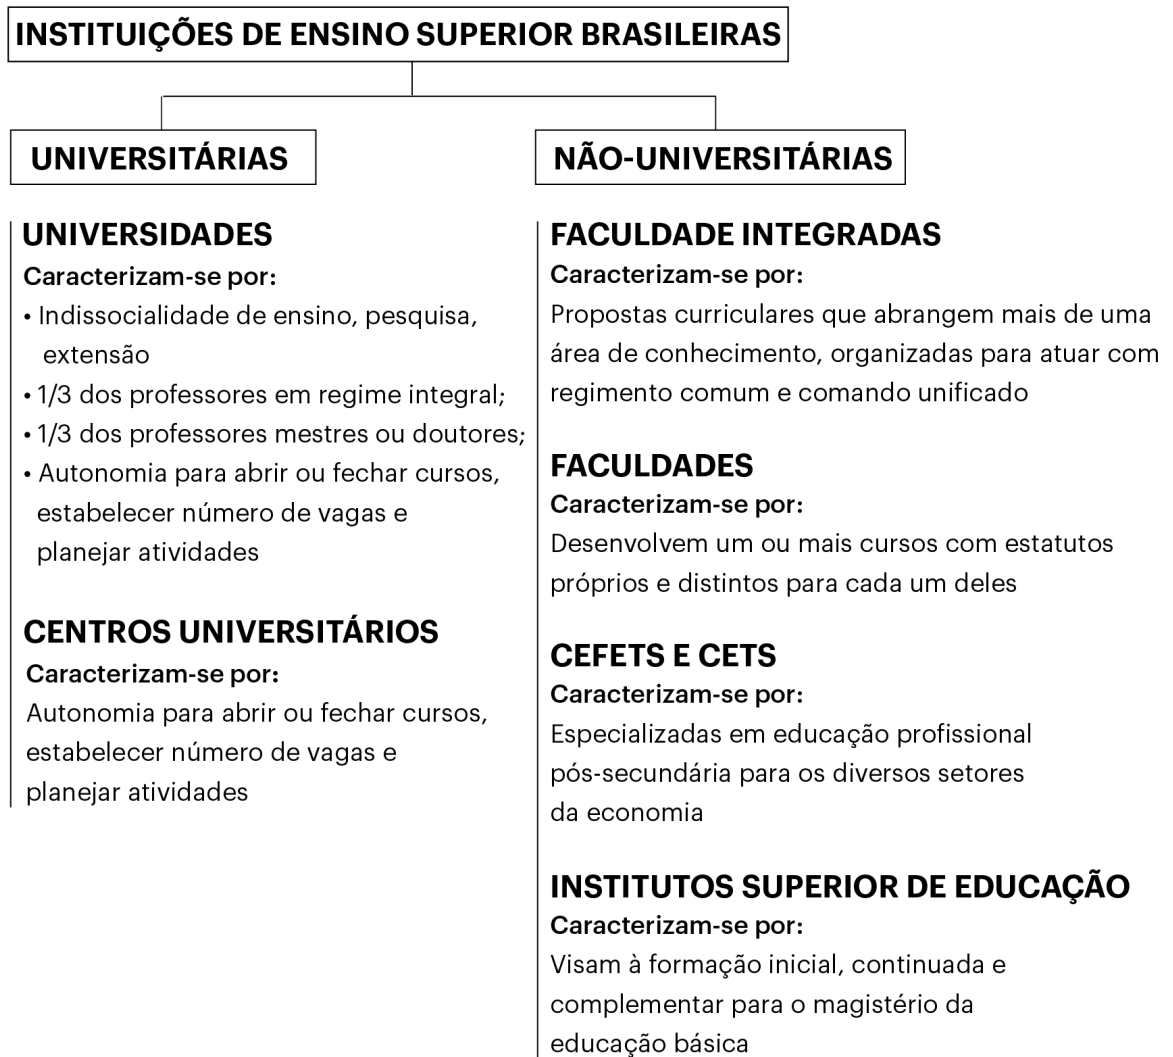 INSTITUIÇÕES DE ENSINO SUPERIOR BRASILEIRAS
UNIVERSITÁRIAS
UNIVERSIDADES
Caracterizam-se por:
• Indissocialidade de ensino, pesquisa,
extensão
• 1/3 dos professores em regime integral;
• 1/3 dos professores mestres ou doutores;
• Autonomia para abrir ou fechar cursos,
estabelecer número de vagas e
planejar atividades
CENTROS UNIVERSITÁRIOS
Caracterizam-se por:
Autonomia para abrir ou fechar cursos,
estabelecer número de vagas e
planejar atividades
NÃO-UNIVERSITÁRIAS
FACULDADE INTEGRADAS
Caracterizam-se por:
Propostas curriculares que abrangem mais de uma
área de conhecimento, organizadas para atuar com
regimento comum e comando unificado
FACULDADES
Caracterizam-se por:
Desenvolvem um ou mais cursos com estatutos
próprios e distintos para cada um deles
CEFETS E CETS
Caracterizam-se por:
Especializadas em educação profissional
pós-secundária para os diversos setores
da economia
INSTITUTOS SUPERIOR DE EDUCAÇÃO
Caracterizam-se por:
Visam à formação inicial, continuada e
complementar para o magistério da
educação básica